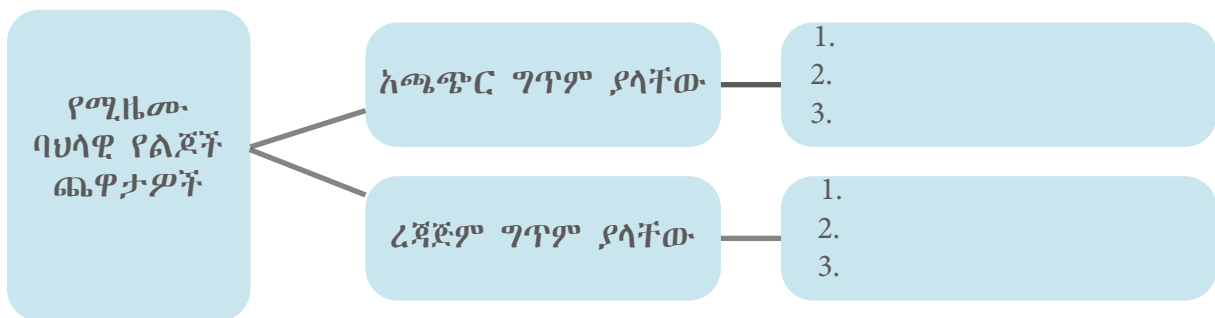 የሚዜሙ
ባህላዊ የልጆች
ጨዋታዎች
አጫጭር ግጥም ያላቸው
1.
2.
3.
ረጃጅም ግጥም ያላቸው
1.
2.
3.